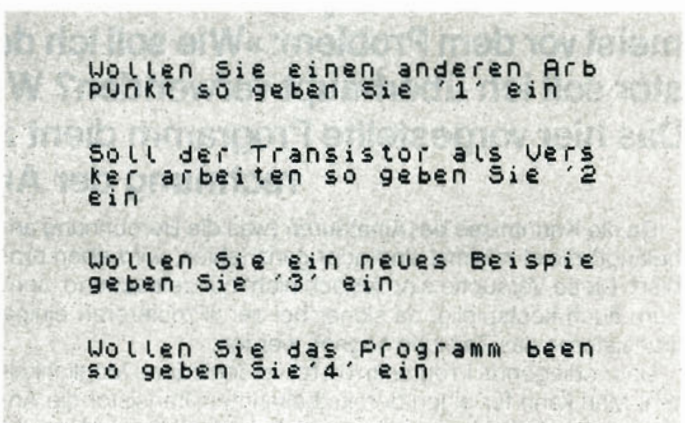 Wollen Sie einen anderen Arb
punkt so geben Sie '1' ein
Soll der Transistor als Vers
ker arbeiten so geben Sie '2
ein
Wollen Sie ein neues Beispie
geben Sie '3' ein
Wollen Sie das Programm been
so geben Sie'4' ein